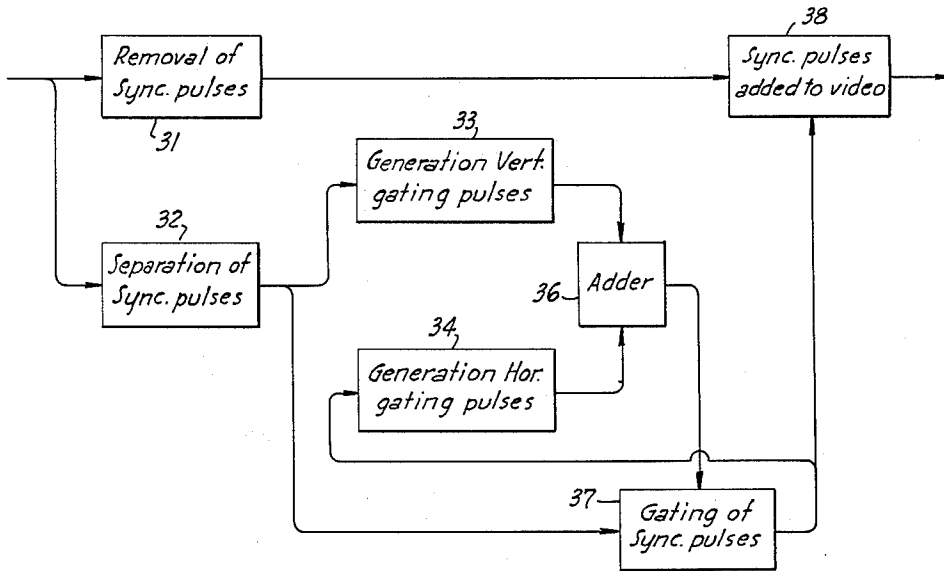 38
Removal of
Sync. pulses
31
Sync. pulses
added to video
33
Generation Vert.
gating pulses
32
Separation of
Sync. pulses
Adder
36
34
Generation Hor.
gating pulses
37
Gating of
Sync. pulses